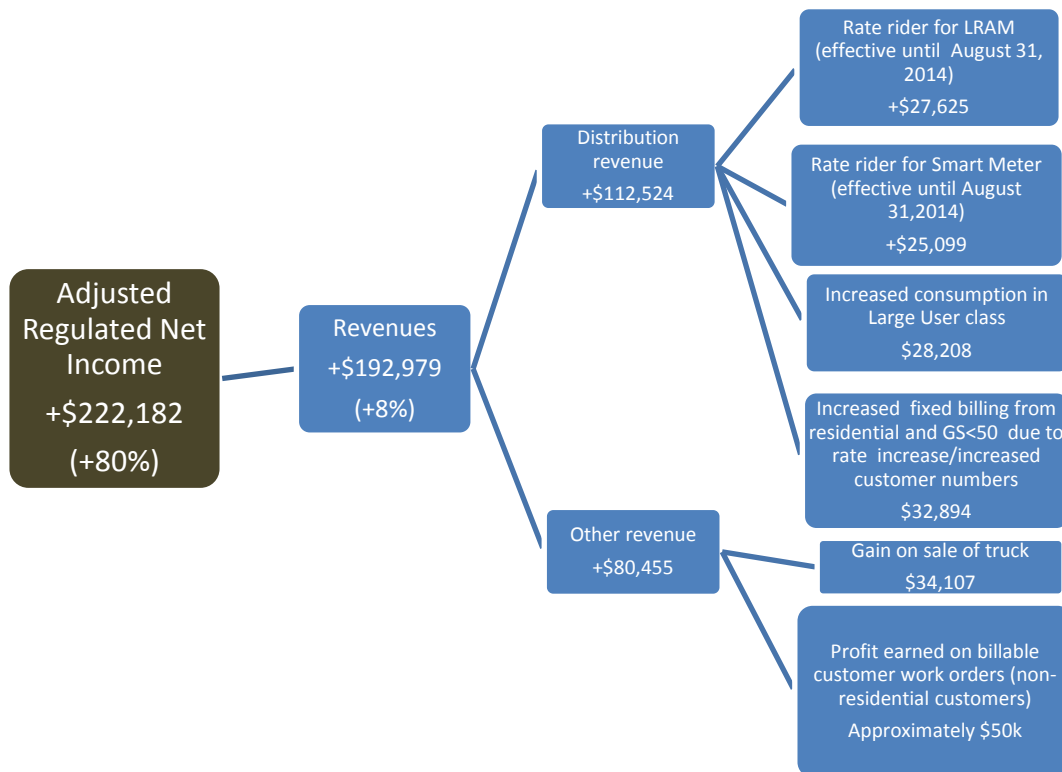 Adjusted
Regulated Net
Income
+$222,182
(+80%)
Revenues
+$192,979
(+8%)
Distribution
revenue
+$112,524
Other revenue
+$80,455
Rate rider for LRAM
(effective until August 31,
2014)
+$27,625
Rate rider for Smart Meter
(effective until August
31,2014)
+$25,099
Increased consumption in
Large User class
$28,208
Increased fixed billing from
residential and GS<50 due to
rate increase/increased
customer numbers
$32,894
Gain on sale of truck
$34,107
Profit earned on billable
customer work orders (non-
residential customers)
Approximately $50k